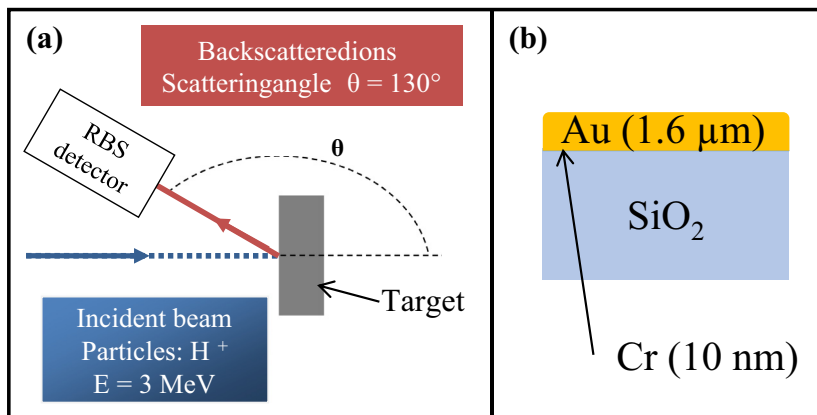 (a)
Backscatteredions
Scatteringangle θ = 130°
RBS
detector
θ
Target
Incident beam
Particles: H +
E = 3 MeV
(b)
Au (1.6 µm)
SiO2
Cr (10 nm)